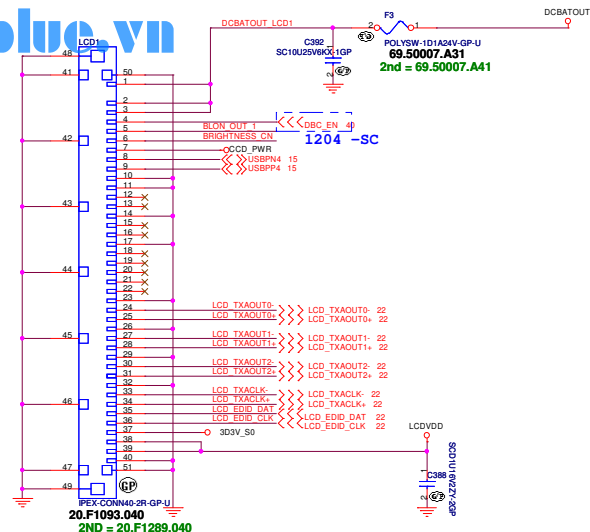 blue.vn
DCBATOUT
DCBATOUT_LCD1
F3
2
1
POLYSW-1D1A24V-GP-U
69.50007.A31
2nd = 69.50007.A41
C392
SC10U25V6KX-1GP
1
2
LCD1
48
41
50
1
2
3
4
DBC_EN 40
BLON_OUT_1
5
1204 -SC
42
BRIGHTNESS_CN
6
7
CCD_PWR
8
USBPN4 15
9
USBPP4 15
10
11
12
43
13
14
15
16
17
18
19
44
20
21
22
23
24
LCD_TXAOUT0-
LCD_TXAOUT0- 22
25
LCD_TXAOUT0+
LCD_TXAOUT0+ 22
26
45
27
LCD_TXAOUT1-
LCD_TXAOUT1- 22
28
LCD_TXAOUT1+
LCD_TXAOUT1+ 22
29
30
LCD_TXAOUT2-
LCD_TXAOUT2- 22
31
LCD_TXAOUT2+
LCD_TXAOUT2+ 22
32
33
LCD_TXACLK-
LCD_TXACLK- 22
46
34
LCD_TXACLK+
LCD_TXACLK+ 22
35
LCD_EDID_DAT
LCD_EDID_DAT 22
36
LCD_EDID_CLK
LCD_EDID_CLK 22
37
3D3V_S0
LCDVDD
38
39
40
47
51
49
GP
C388
1
2
SCD1U16V2ZY-2GP
IPEX-CONN40-2R-GP-U
20.F1093.040
2ND = 20.F1289.040